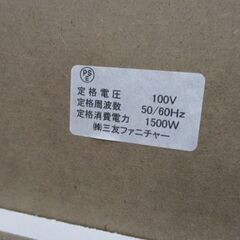 PS
E
定格電圧 100V
定格周波数 50/60Hz
定格消費電力 1500W
㈱三友ファニチャー